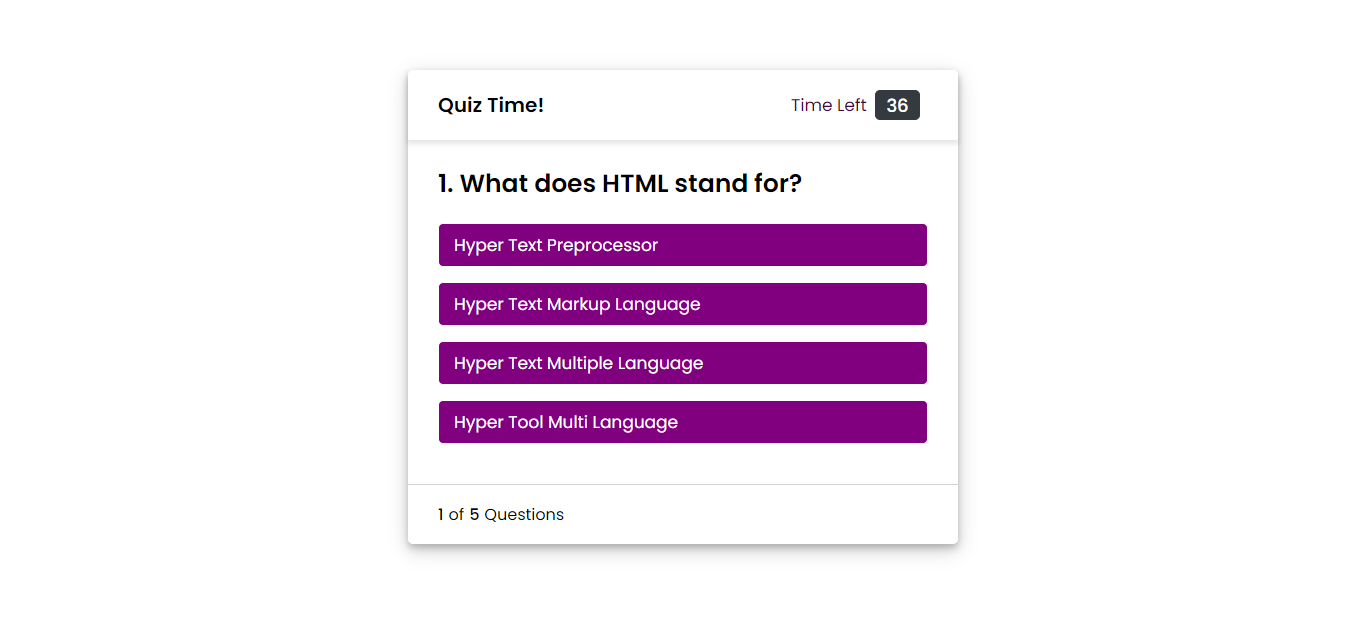 Quiz Time!
Time Left 36
1. What does HTML stand for?
Hyper Text Preprocessor
Hyper Text Markup Language
Hyper Text Multiple Language
Hyper Tool Multi Language
1 of 5 Questions